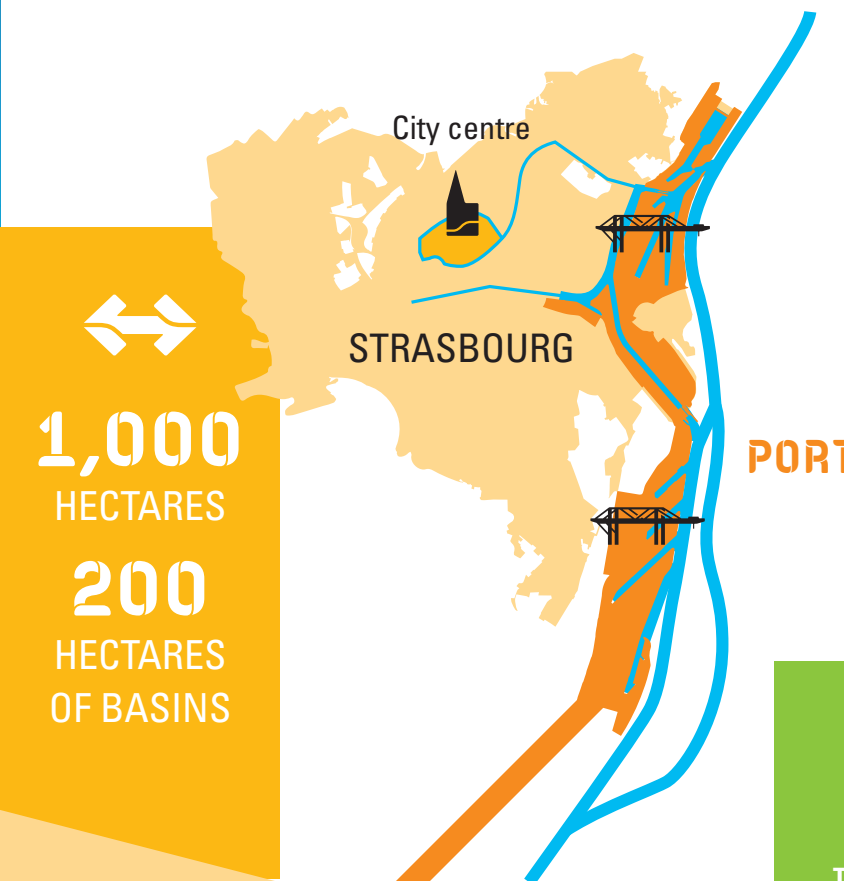 City centre
STRASBOURG
1,000
HECTARES
200
HECTARES
OF BASINS
PORT